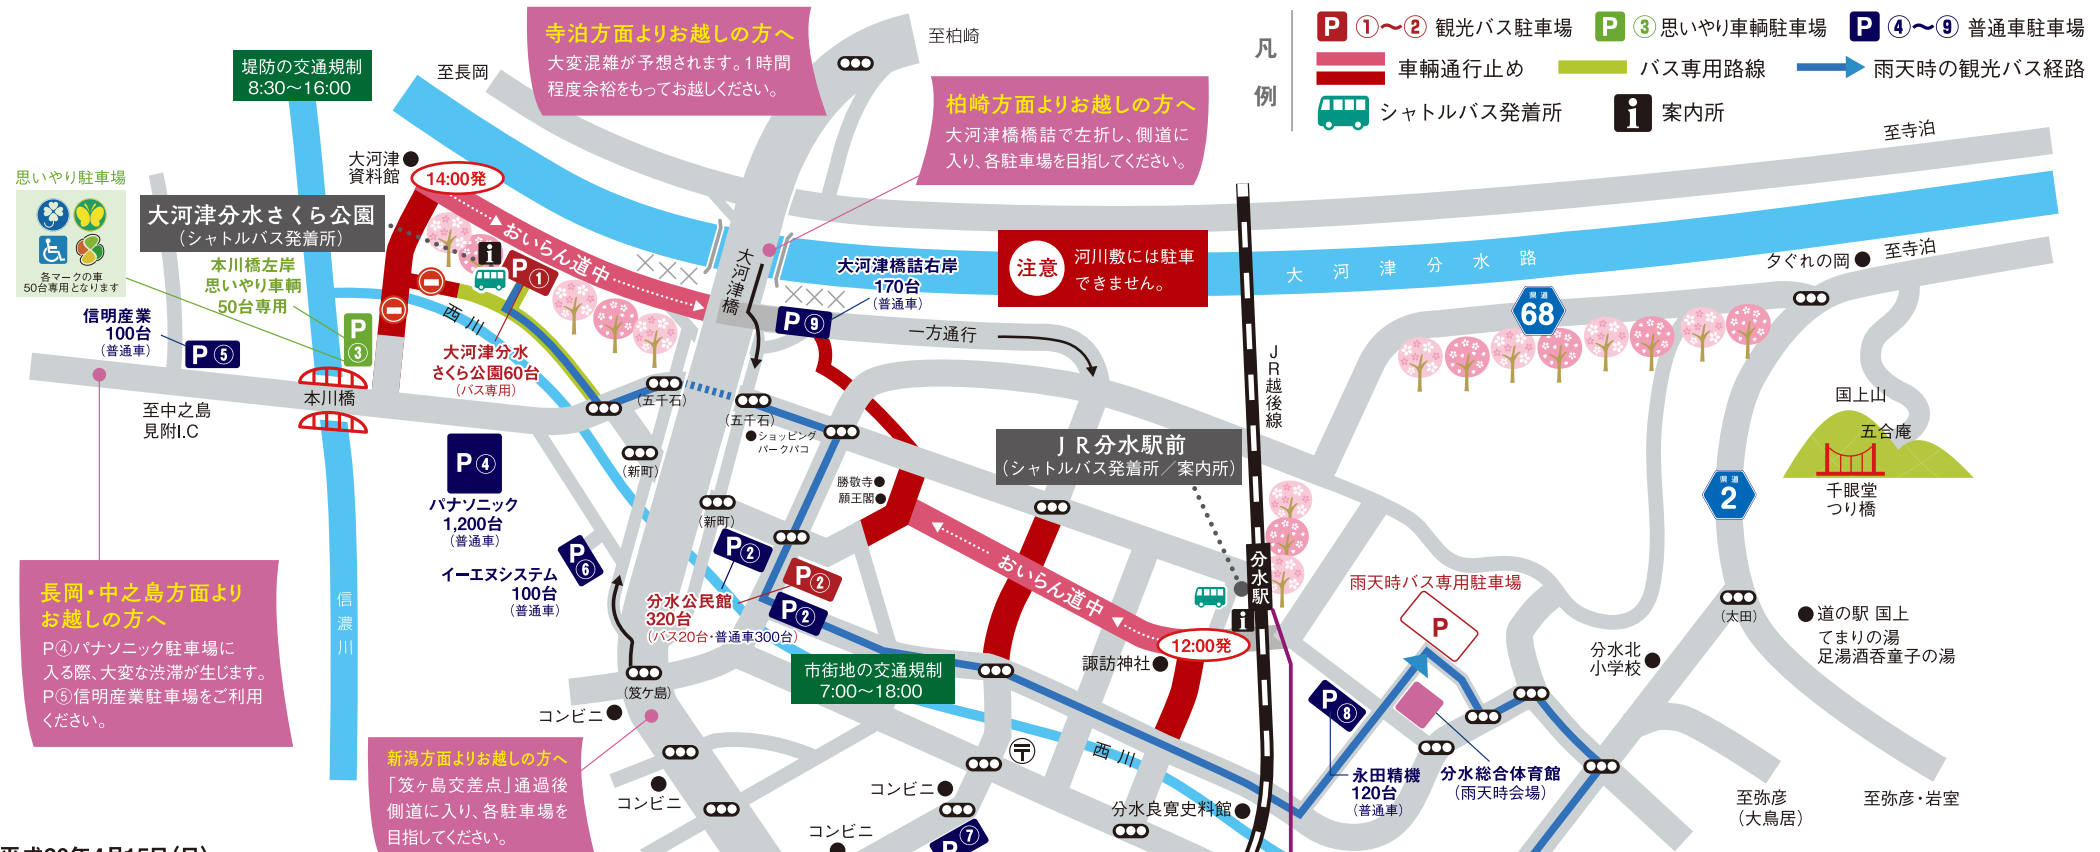 凡
例
P ①〜② 観光バス駐車場
P ③思いやり車輌駐車場
P ④〜⑨ 普通車駐車場
車輌通行止め
バス専用路線
雨天時の観光バス経路
シャトルバス発着所
i 案内所
寺泊方面よりお越しの方へ
大変混雑が予想されます。1時間
程度余裕をもってお越しください。
至柏崎
至長岡
堤防の交通規制
8:30〜16:00
柏崎方面よりお越しの方へ
大河津橋橋詰で左折し、側道に
入り、各駐車場を目指してください。
至寺泊
大河津
資料館
14:00発
思いやり駐車場
各マークの車
50台専用となります
大河津分水さくら公園
(シャトルバス発着所)
おいらん道中
i
P①
大河津橋
注意
河川敷には駐車
できません。
大河津分水路
夕ぐれの岡
至寺泊
本川橋左岸
思いやり車輌
50台専用
大河津橋詰右岸
170台
(普通車)
県道
68
信明産業
100台
(普通車)
P⑤
P
③
西川
P⑨
一方通行
JR越後線
大河津分水
さくら公園60台
(バス専用)
本川橋
至中之島
見附I.C
(五千石)
(五千石)
ショッピング
パークパコ
国上山
五合庵
千眼堂
つり橋
P④
パナソニック
1,200台
(普通車)
(新町)
(新町)
勝敬寺
願王閣
JR分水駅前
(シャトルバス発着所／案内所)
県道
2
長岡・中之島方面より
お越しの方へ
P④パナソニック駐車場に
入る際、大変な渋滞が生じます。
P⑤信明産業駐車場をご利用
ください。
信濃川
P⑥
イーエヌシステム
100台
(普通車)
P②
P②
P②
分水公民館
320台
(バス20台・普通車300台)
おいらん道中
分水駅
i
12:00発
諏訪神社
雨天時バス専用駐車場
P
(太田)
道の駅 国上
てまりの湯
足湯酒呑童子の湯
分水北
小学校
市街地の交通規制
7:00〜18:00
(笈ケ島)
コンビニ
新潟方面よりお越しの方へ
「笈ヶ島交差点」通過後
側道に入り、各駐車場を
目指してください。
コンビニ
コンビニ
コンビニ
〒
西川
P⑦
分水良寛史料館
P⑧
永田精機
120台
(普通車)
分水総合体育館
(雨天時会場)
至弥彦
(大鳥居)
至弥彦・岩室